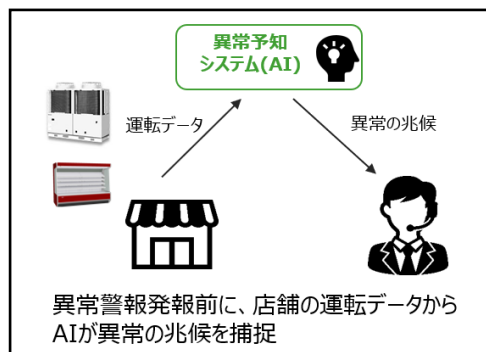 異常予知
システム(AI)
運転データ
異常の兆候
異常警報発報前に、店舗の運転データから
AIが異常の兆候を捕捉